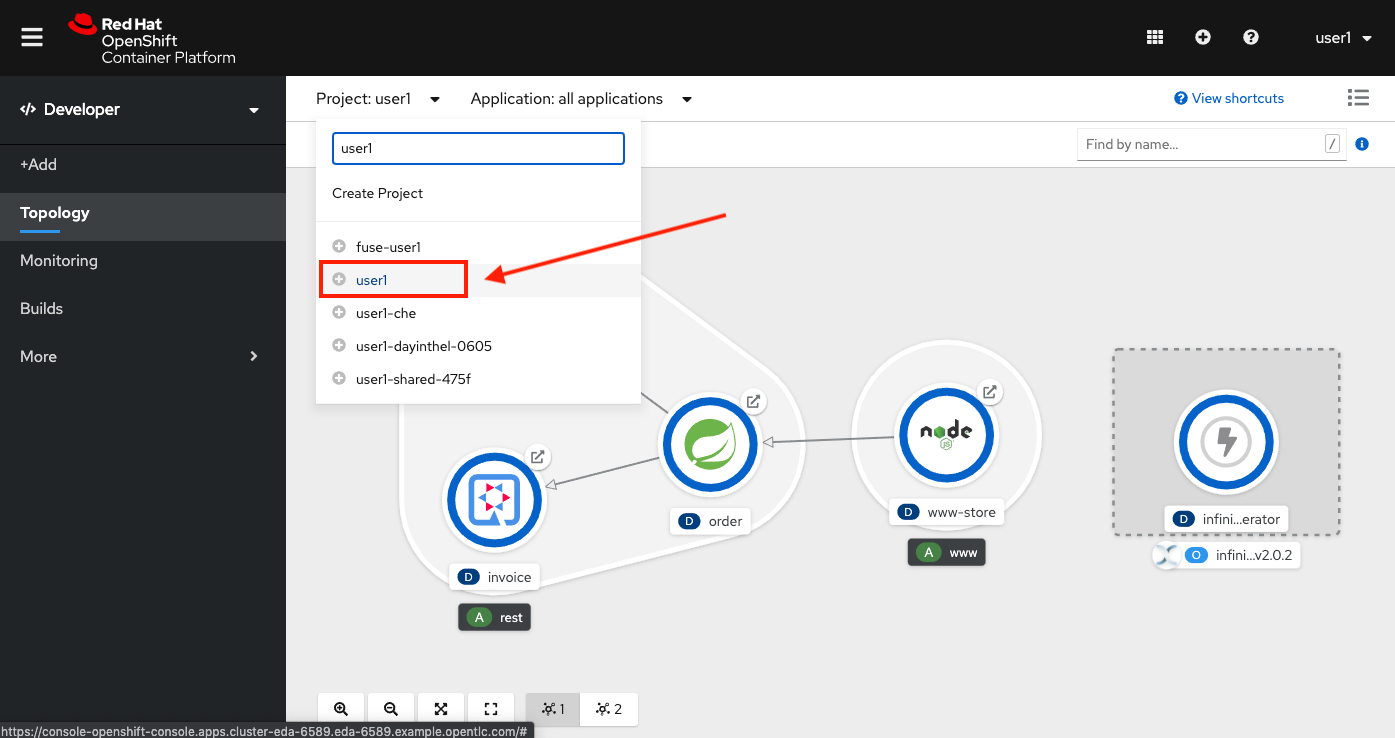 Red Hat
OpenShift
Container Platform
user1
Developer
+Add
Topology
Monitoring
Builds
More
Project: user1
Application: all applications
View shortcuts
user1
Find by name...
/
Create Project
fuse-user1
user1
user1-che
user1-dayinthel-0605
user1-shared-475f
node
JS
D order
D www-store
A www
D infini...erator
O infini...v2.0.2
D invoice
A rest
1
2
https://console-openshift-console.apps.cluster-eda-6589.eda-6589.example.opentlc.com/#